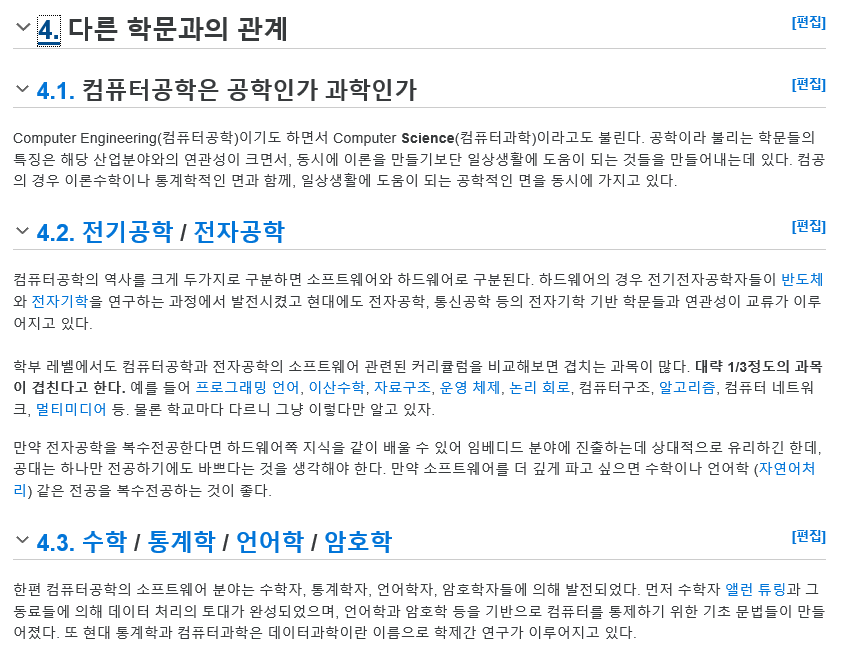 4. 다른 학문과의 관계
[편집]
4.1. 컴퓨터공학은 공학인가 과학인가
[편집]
Computer Engineering(컴퓨터공학)이기도 하면서 Computer Science(컴퓨터과학)이라고도 불린다. 공학이라 불리는 학문들의
특징은 해당 산업분야와의 연관성이 크면서, 동시에 이론을 만들기보단 일상생활에 도움이 되는 것들을 만들어내는데 있다. 컴공
의 경우 이론수학이나 통계학적인 면과 함께, 일상생활에 도움이 되는 공학적인 면을 동시에 가지고 있다.
4.2. 전기공학 / 전자공학
[편집]
컴퓨터공학의 역사를 크게 두가지로 구분하면 소프트웨어와 하드웨어로 구분된다. 하드웨어의 경우 전기전자공학자들이 반도체
와 전자기학을 연구하는 과정에서 발전시켰고 현대에도 전자공학, 통신공학 등의 전자기학 기반 학문들과 연관성이 교류가 이루
어지고 있다.
학부 레벨에서도 컴퓨터공학과 전자공학의 소프트웨어 관련된 커리큘럼을 비교해보면 겹치는 과목이 많다. 대략 1/3정도의 과목
이 겹친다고 한다. 예를 들어 프로그래밍 언어, 이산수학, 자료구조, 운영 체제, 논리 회로, 컴퓨터구조, 알고리즘, 컴퓨터 네트워
크, 멀티미디어 등. 물론 학교마다 다르니 그냥 이렇다만 알고 있자.
만약 전자공학을 복수전공한다면 하드웨어쪽 지식을 같이 배울 수 있어 임베디드 분야에 진출하는데 상대적으로 유리하긴 한데,
공대는 하나만 전공하기에도 바쁘다는 것을 생각해야 한다. 만약 소프트웨어를 더 깊게 파고 싶으면 수학이나 언어학 (자연어처
리) 같은 전공을 복수전공하는 것이 좋다.
4.3. 수학 / 통계학 / 언어학 / 암호학
[편집]
한편 컴퓨터공학의 소프트웨어 분야는 수학자, 통계학자, 언어학자, 암호학자들에 의해 발전되었다. 먼저 수학자 앨런 튜링과 그
동료들에 의해 데이터 처리의 토대가 완성되었으며, 언어학과 암호학 등을 기반으로 컴퓨터를 통제하기 위한 기초 문법들이 만들
어졌다. 또 현대 통계학과 컴퓨터과학은 데이터과학이란 이름으로 학제간 연구가 이루어지고 있다.